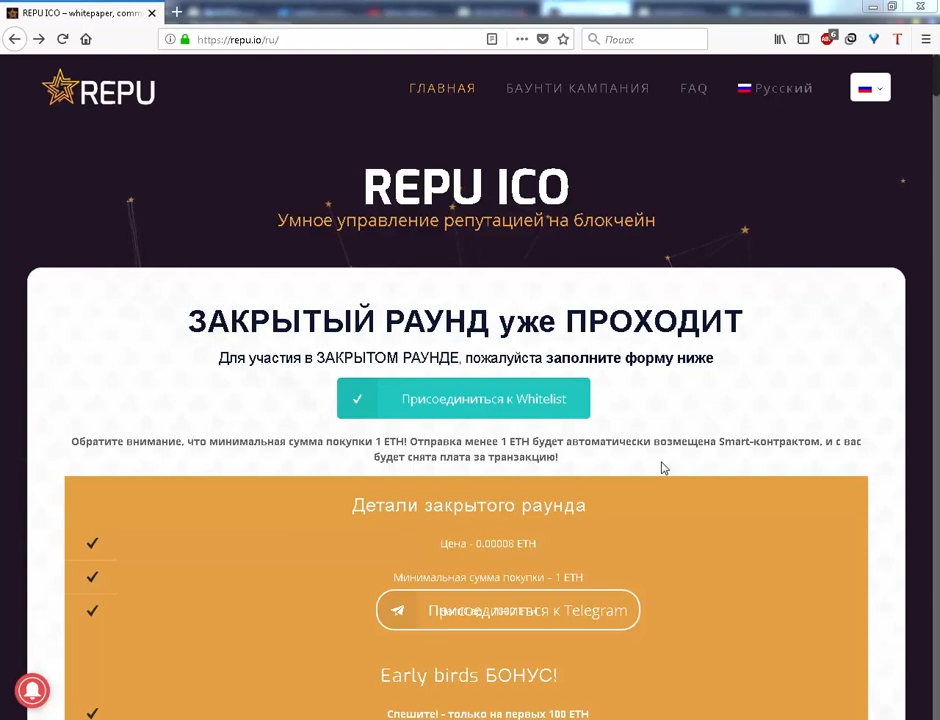 REPU ICO – whitepaper, comm
https://repu.io/ru/
Поиск
6
REPU
ГЛАВНАЯ
БАУНТИ КАМПАНИЯ
FAQ
Русский
REPU ICO
Умное управление репутацией на блокчейн
ЗАКРЫТЫЙ РАУНД уже ПРОХОДИТ
Для участия в ЗАКРЫТОМ РАУНДЕ, пожалуйста заполните форму ниже
Присоединиться к Whitelist
Обратите внимание, что минимальная сумма покупки 1 ETH! Отправка менее 1 ETH будет автоматически возмещена Smart-контрактом, и с вас
будет снята плата за транзакцию!
Детали закрытого раунда
Цена - 0.00008 ETH
Минимальная сумма покупки – 1 ETH
Присоединиться к Telegram
Early birds БОНУС!
Спешите! - только на первых 100 ETH